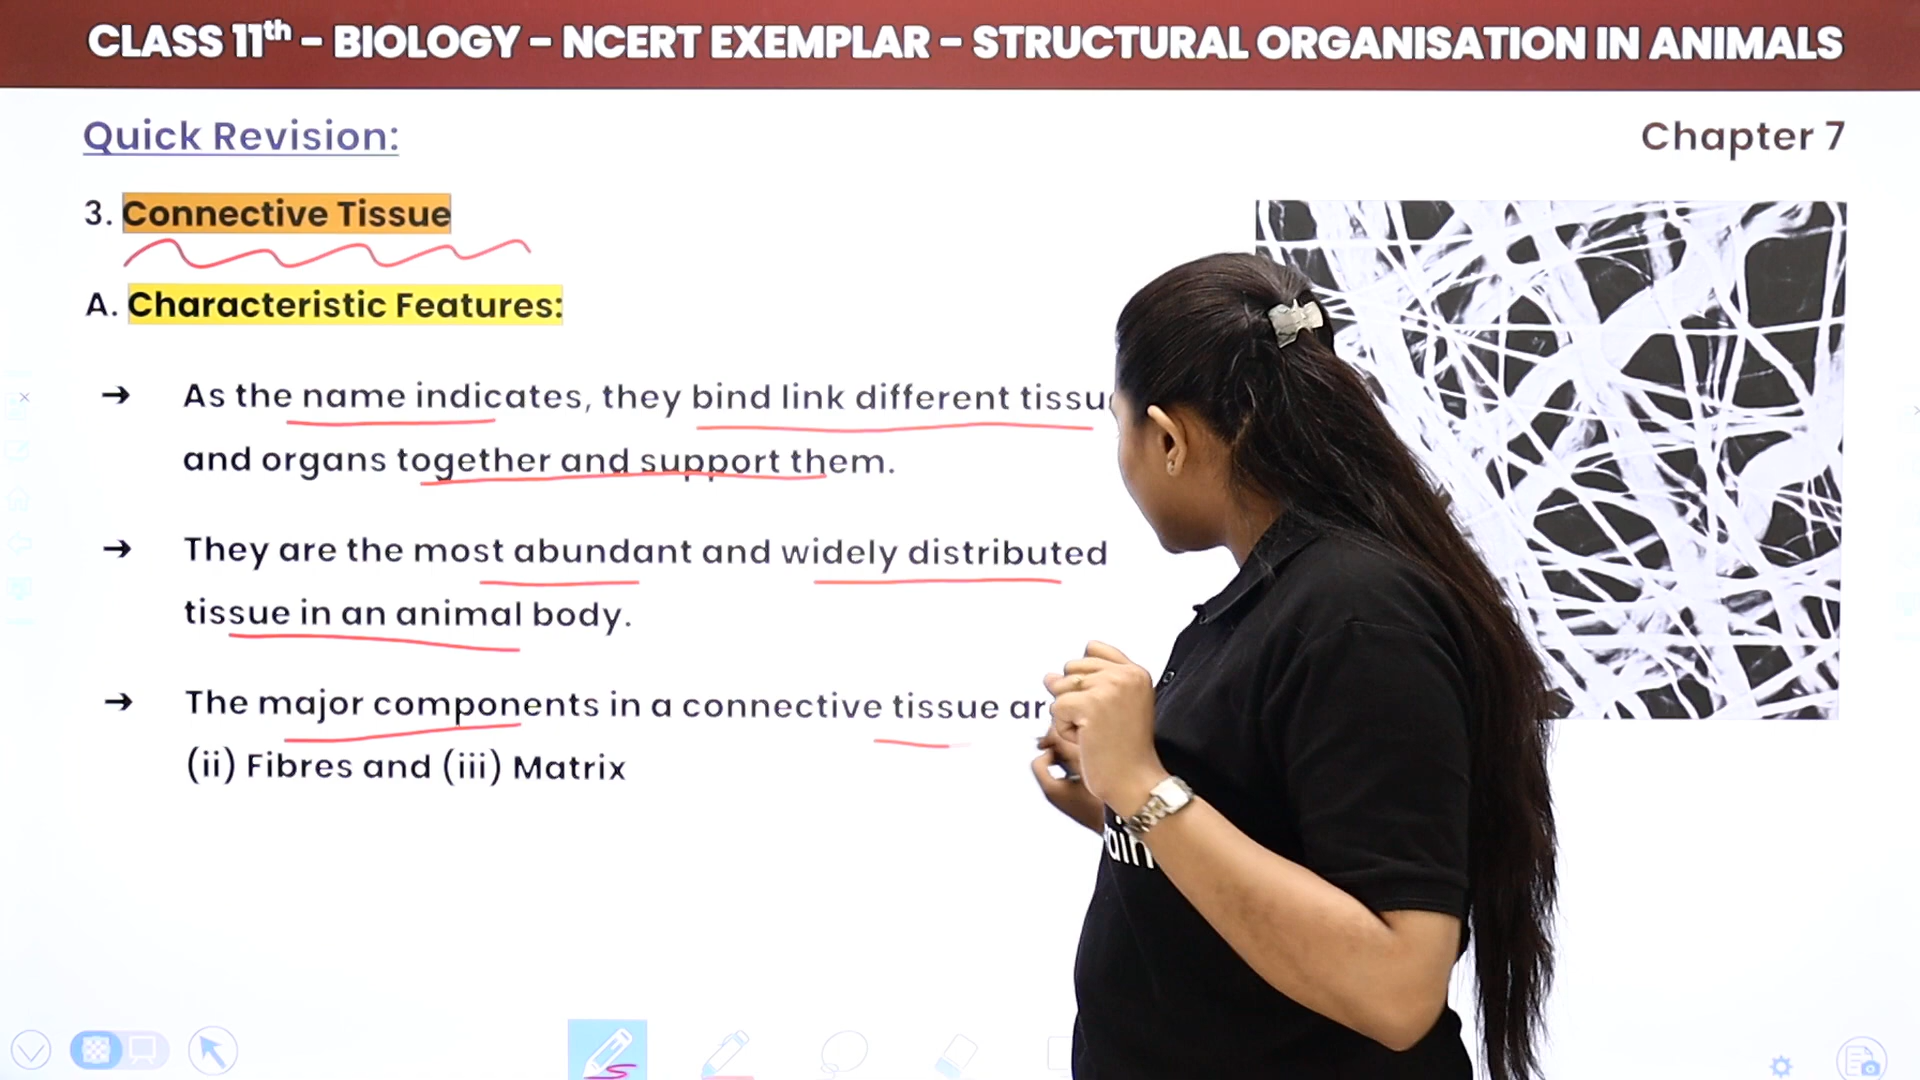 CLASS 11th - BIOLOGY - NCERT EXEMPLAR - STRUCTURAL ORGANISATION IN ANIMALS
Quick Revision:
Chapter 7
3. Connective Tissue
A. Characteristic Features:
➔ As the name indicates, they bind link different
and organs together and support them.
➔ They are the most abundant and widely distributed
tissue in an animal body.
➔ The major components in a connective tissue
(ii) Fibres and (iii) Matrix